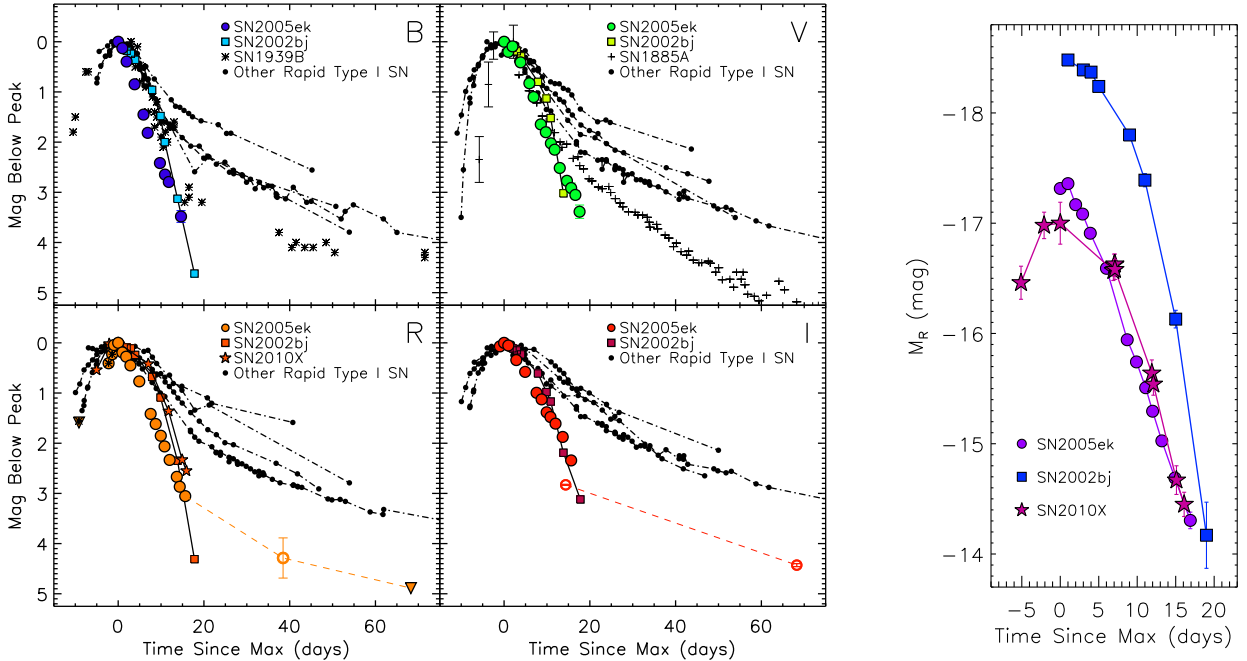 B
SN2005ek
SN2002bj
SN1939B
Other Rapid Type I SN
0
1
2
3
4
5
Mag Below Peak
V
SN2005ek
SN2002bj
SN1885A
Other Rapid Type I SN
R
SN2005ek
SN2002bj
SN2010X
Other Rapid Type I SN
0
1
2
3
4
5
Mag Below Peak
0 20 40 60
Time Since Max (days)
I
SN2005ek
SN2002bj
Other Rapid Type I SN
0 20 40 60
Time Since Max (days)
-18
-17
-16
-15
-14
M_R (mag)
SN2005ek
SN2002bj
SN2010X
-5 0 5 10 15 20
Time Since Max (days)